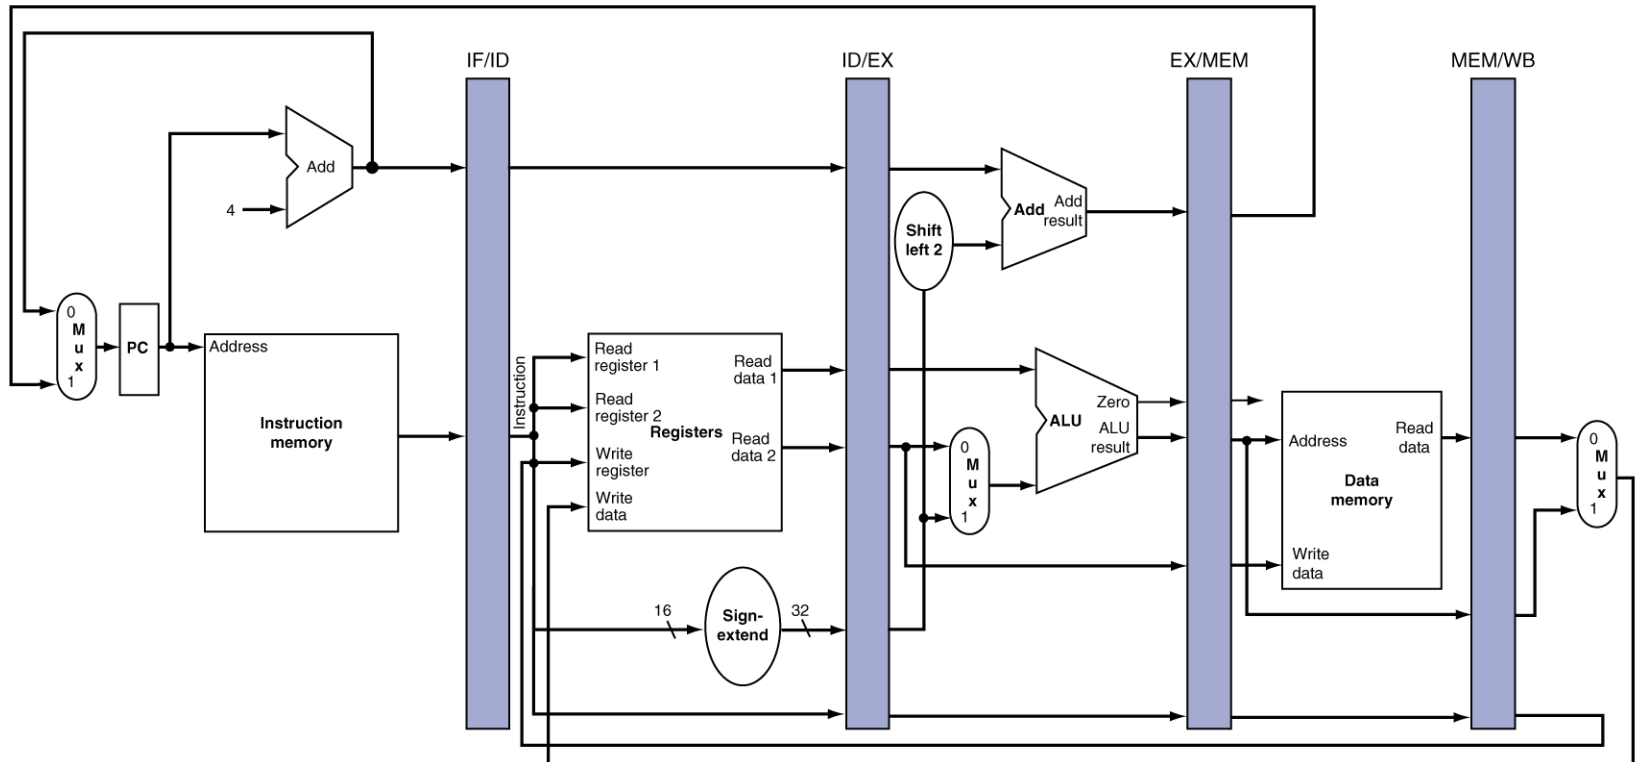 IF/ID
ID/EX
EX/MEM
MEM/WB
Add
4
Shift
left 2
Add
Add
result
0
M
u
x
1
PC
Address
Instruction
memory
Instruction
Read
register 1
Read
register 2
Write
register
Write
data
Registers
Read
data 1
Read
data 2
16
Sign-
extend
32
0
M
u
x
1
ALU
Zero
ALU
result
Address
Read
data
Data
memory
Write
data
0
M
u
x
1